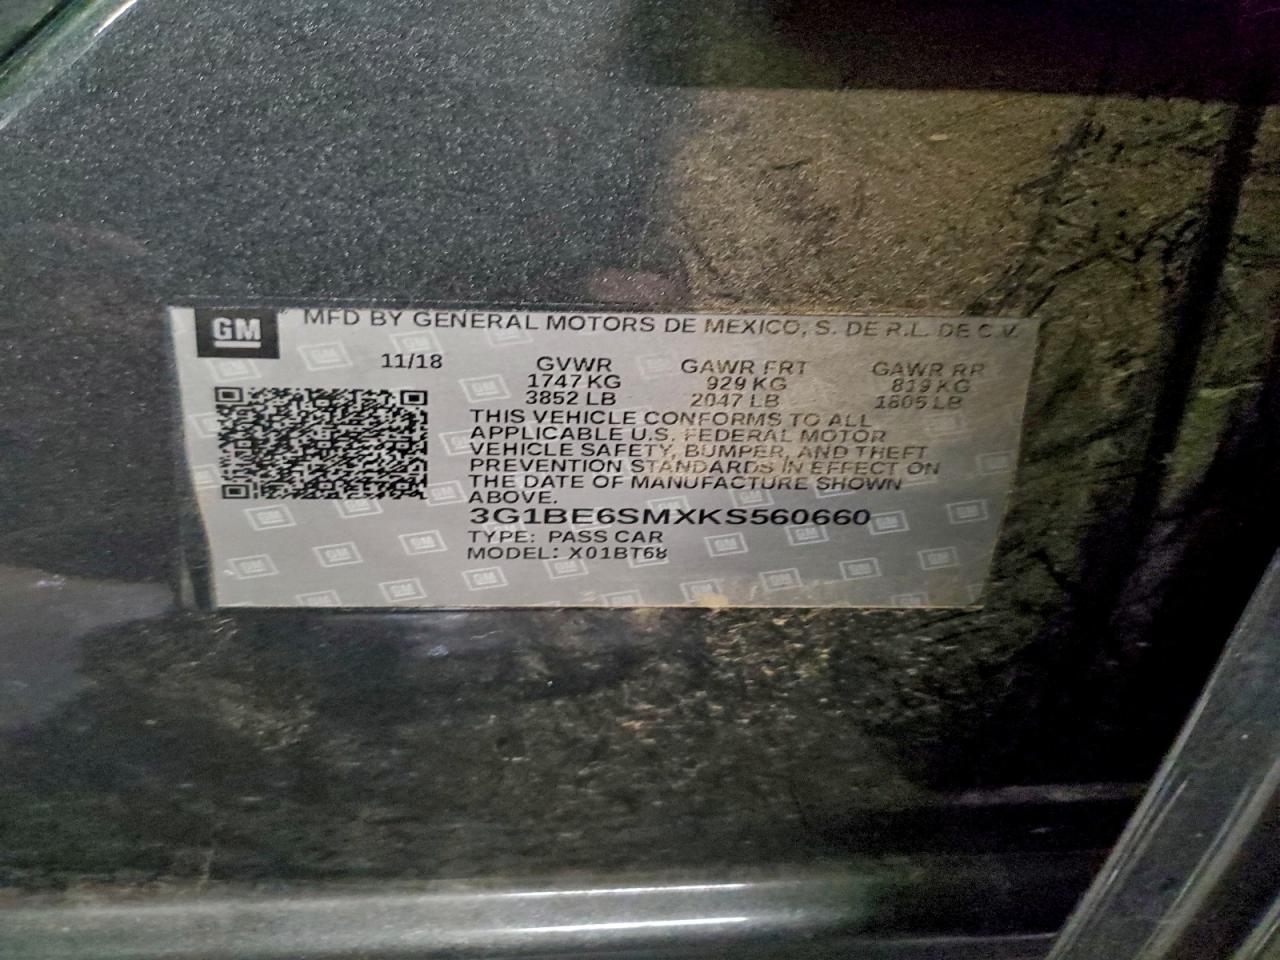 GM
MFD BY GENERAL MOTORS DE MEXICO, S. DE R.L. DE C.V.
11/18 GVWR GAWR FRT GAWR RR
1747 KG 929 KG 819 KG
3852 LB 2047 LB 1805 LB
THIS VEHICLE CONFORMS TO ALL
APPLICABLE U.S. FEDERAL MOTOR
VEHICLE SAFETY, BUMPER, AND THEFT
PREVENTION STANDARDS IN EFFECT ON
THE DATE OF MANUFACTURE SHOWN
ABOVE.
3G1BE6SMXKS560660
TYPE: PASS CAR
MODEL: X01BT68